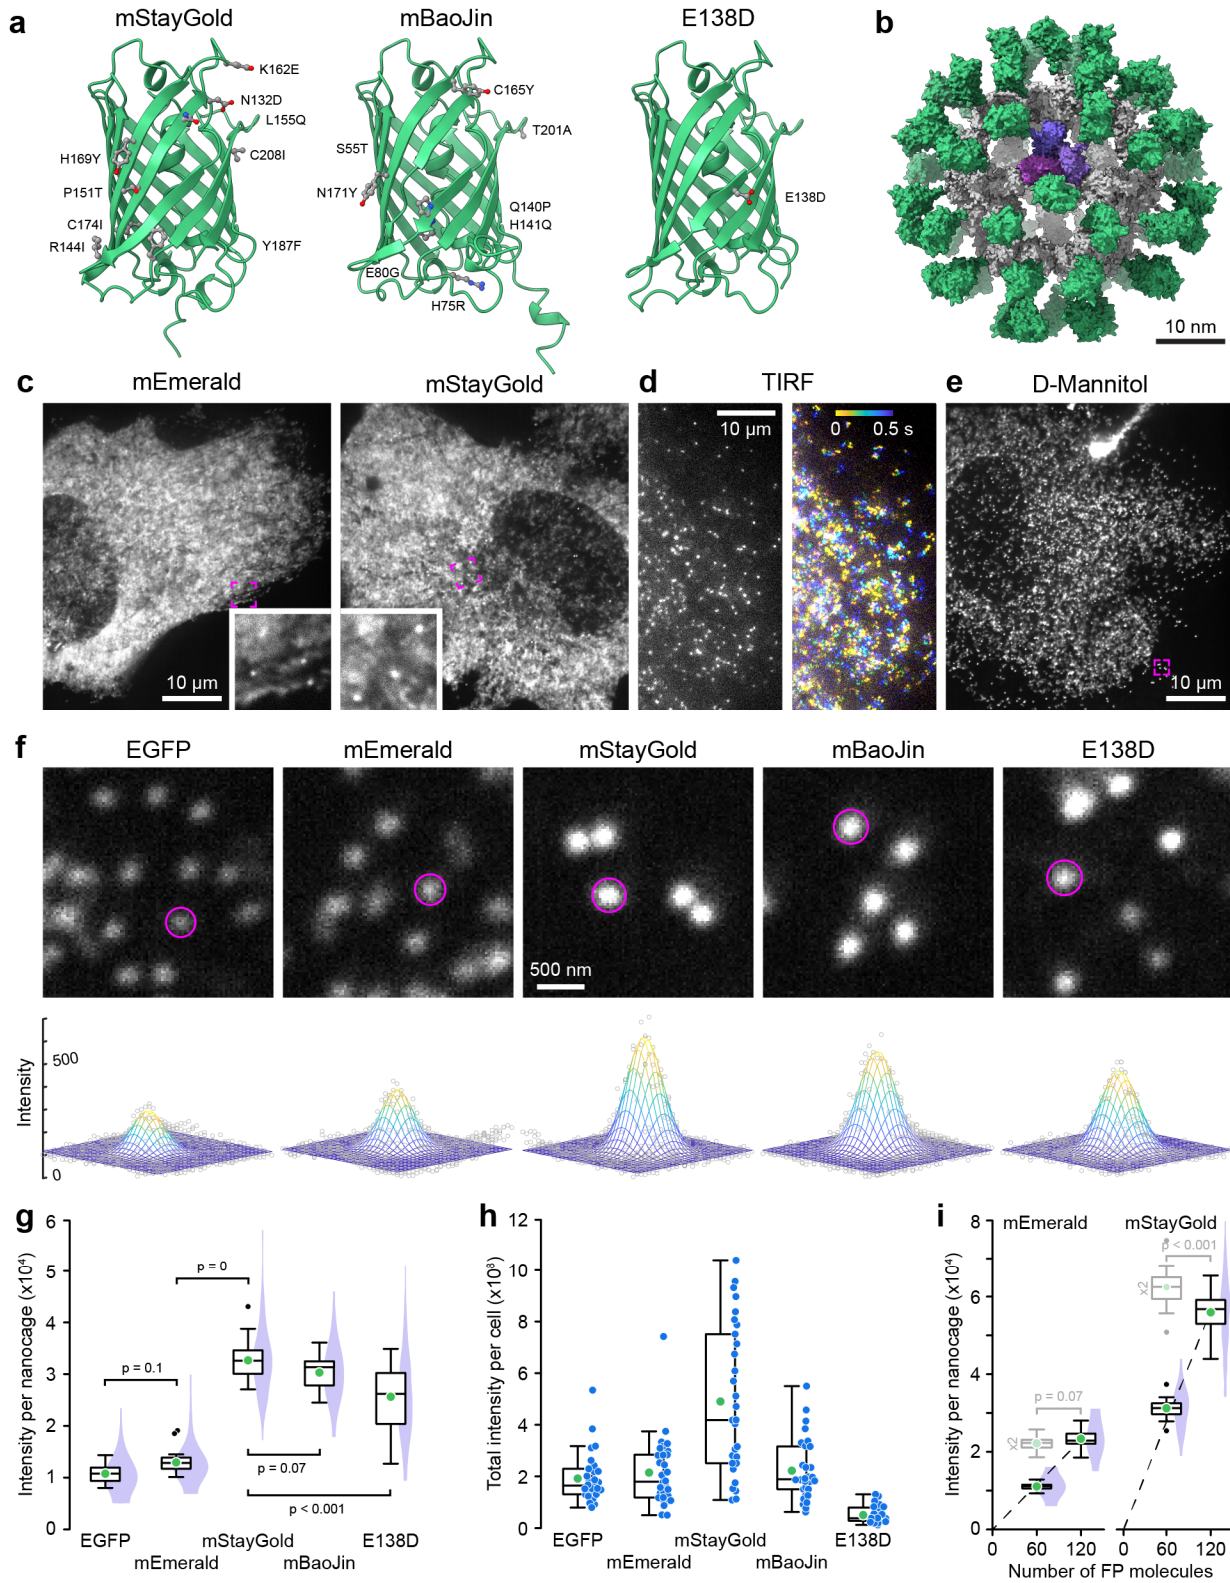 a
mStayGold
mBaoJin
E138D
b
K162E
N132D
L155Q
C208I
H169Y
P151T
C174I
R144I
Y187F
C165Y
T201A
S55T
N171Y
Q140P
H141Q
E80G
H75R
E138D
10 nm
c
mEmerald
mStayGold
d
TIRF
e
D-Mannitol
10 µm
10 µm
0 0.5 s
10 µm
f
EGFP
mEmerald
mStayGold
mBaoJin
E138D
500 nm
Intensity
500
0
g
Intensity per nanocage (x10⁴)
6
5
4
3
2
1
0
p = 0
p = 0.1
p = 0.07
p < 0.001
EGFP
mEmerald
mStayGold
mBaoJin
E138D
h
Total intensity per cell (x10⁸)
12
10
8
6
4
2
0
EGFP
mEmerald
mStayGold
mBaoJin
E138D
i
Intensity per nanocage (x10⁴)
8
6
4
2
0
mEmerald
mStayGold
p < 0.001
x2
p = 0.07
x2
0 60 120 0 60 120
Number of FP molecules